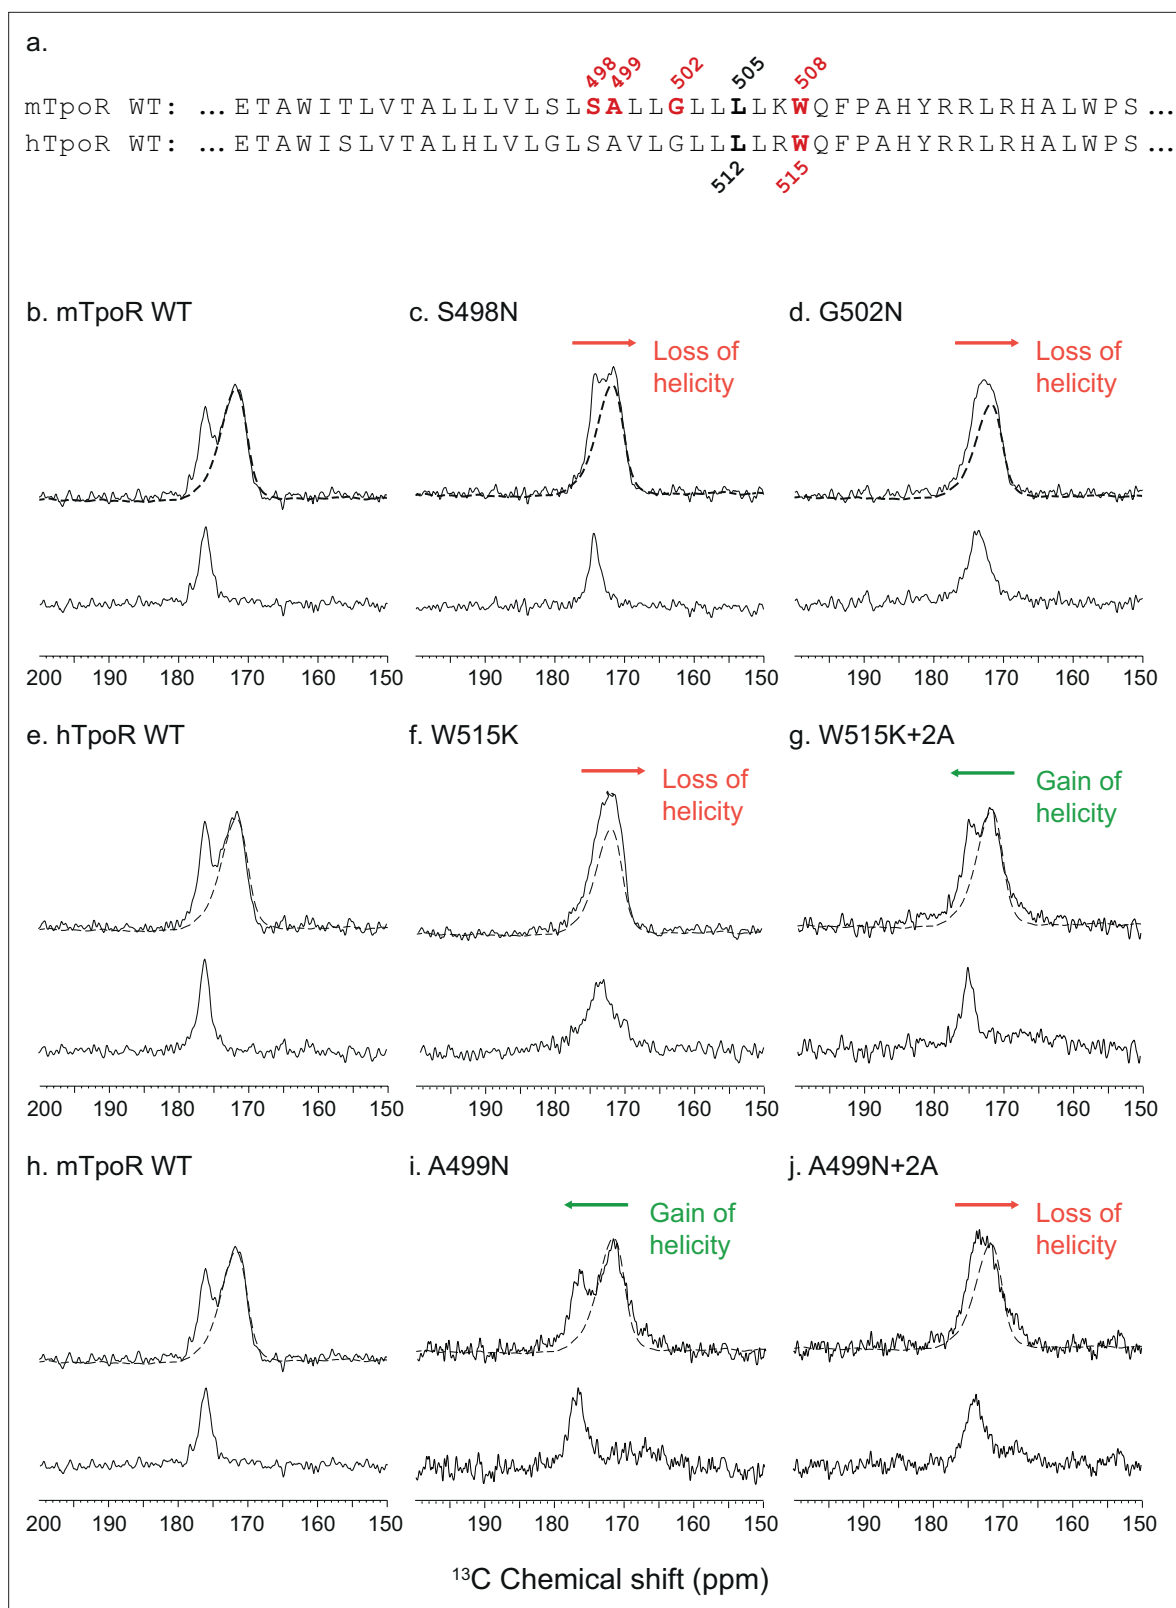 a.
498 499 502 505 508
mTpoR WT: ...ETAWITLVTALLLVLSLSALLGLLLLKWQFPAHYRRLRHALWPS...
hTpoR WT: ...ETAWISLVTALHLVLGLSAVLGLLLLRWQFPAHYRRLRHALWPS...
512 515
b. mTpoR WT c. S498N d. G502N
Loss of helicity Loss of helicity
200 190 180 170 160 150 190 180 170 160 150 190 180 170 160 150
e. hTpoR WT f. W515K g. W515K+2A
Loss of helicity Gain of helicity
200 190 180 170 160 150 190 180 170 160 150 190 180 170 160 150
h. mTpoR WT i. A499N j. A499N+2A
Gain of helicity Loss of helicity
200 190 180 170 160 150 190 180 170 160 150 190 180 170 160 150
¹³C Chemical shift (ppm)